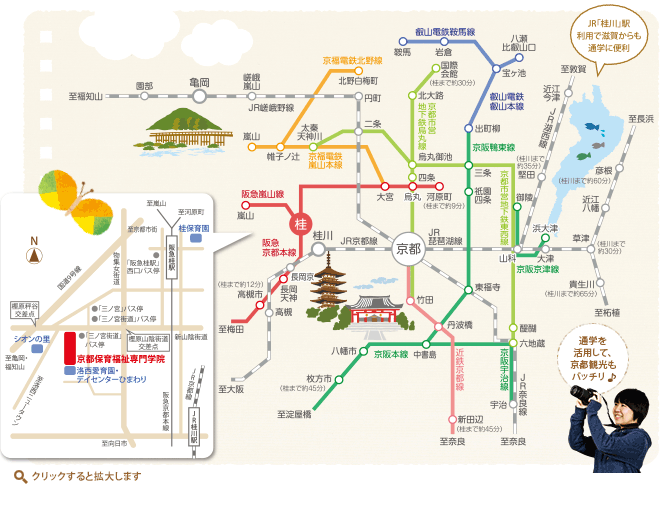 JR「桂川」駅
利用で滋賀からも
通学に便利
至敦賀
叡山電鉄鞍馬線
鞍馬
岩倉
八瀬
比叡山口
宝ヶ池
叡山電鉄
叡山本線
出町柳
国際
会館
(桂まで約30分)
北大路
京都市営
地下鉄烏丸線
京福電鉄北野線
北野白梅町
円町
至福知山
園部
亀岡
嵯峨
嵐山
JR嵯峨野線
二条
太秦
天神川
嵐山
帷子ノ辻
京福電鉄
嵐山本線
烏丸御池
京阪鴨東線
三条
祇園
四条
京都市営地下鉄東西線
四条
烏丸
大宮
河原町
(桂まで約9分)
阪急嵐山線
嵐山
桂
阪急
京都本線
桂川
JR京都線
京都
JR
琵琶湖線
山科
御陵
浜大津
大津
京阪京津線
草津
(桂川まで
約30分)
近江
今津
JR湖西線
(桂川まで
約35分)
堅田
至長浜
彦根
(桂川まで約60分)
近江
八幡
貴生川
(桂川まで約65分)
至柘植
長岡京
(桂まで約12分)
長岡
天神
高槻市
高槻
至梅田
至大阪
竹田
東福寺
丹波橋
中書島
京阪本線
八幡市
枚方市
(桂まで約45分)
至淀屋橋
近鉄京都線
新田辺
(桂まで約45分)
至奈良
醍醐
六地蔵
京阪宇治線
JR奈良線
宇治
至奈良
通学を
活用して、
京都観光も
バッチリ♪
N
至嵐山
至河原町
至京都市街
桂保育園
阪急桂駅
「阪急桂駅」
西口バス停
物集女街道
国道9号線
樫原秤谷
交差点
「三ノ宮」バス停
「三ノ宮街道」バス停
シオンの里
「三ノ宮街道」
バス停
樫原山陰街道
交差点
新山陰街道
京都保育福祉専門学院
洛西愛育園・
デイセンターひまわり
至亀岡・
福知山
至向日市
阪急京都本線
JR京都線
JR桂川駅
クリックすると拡大します